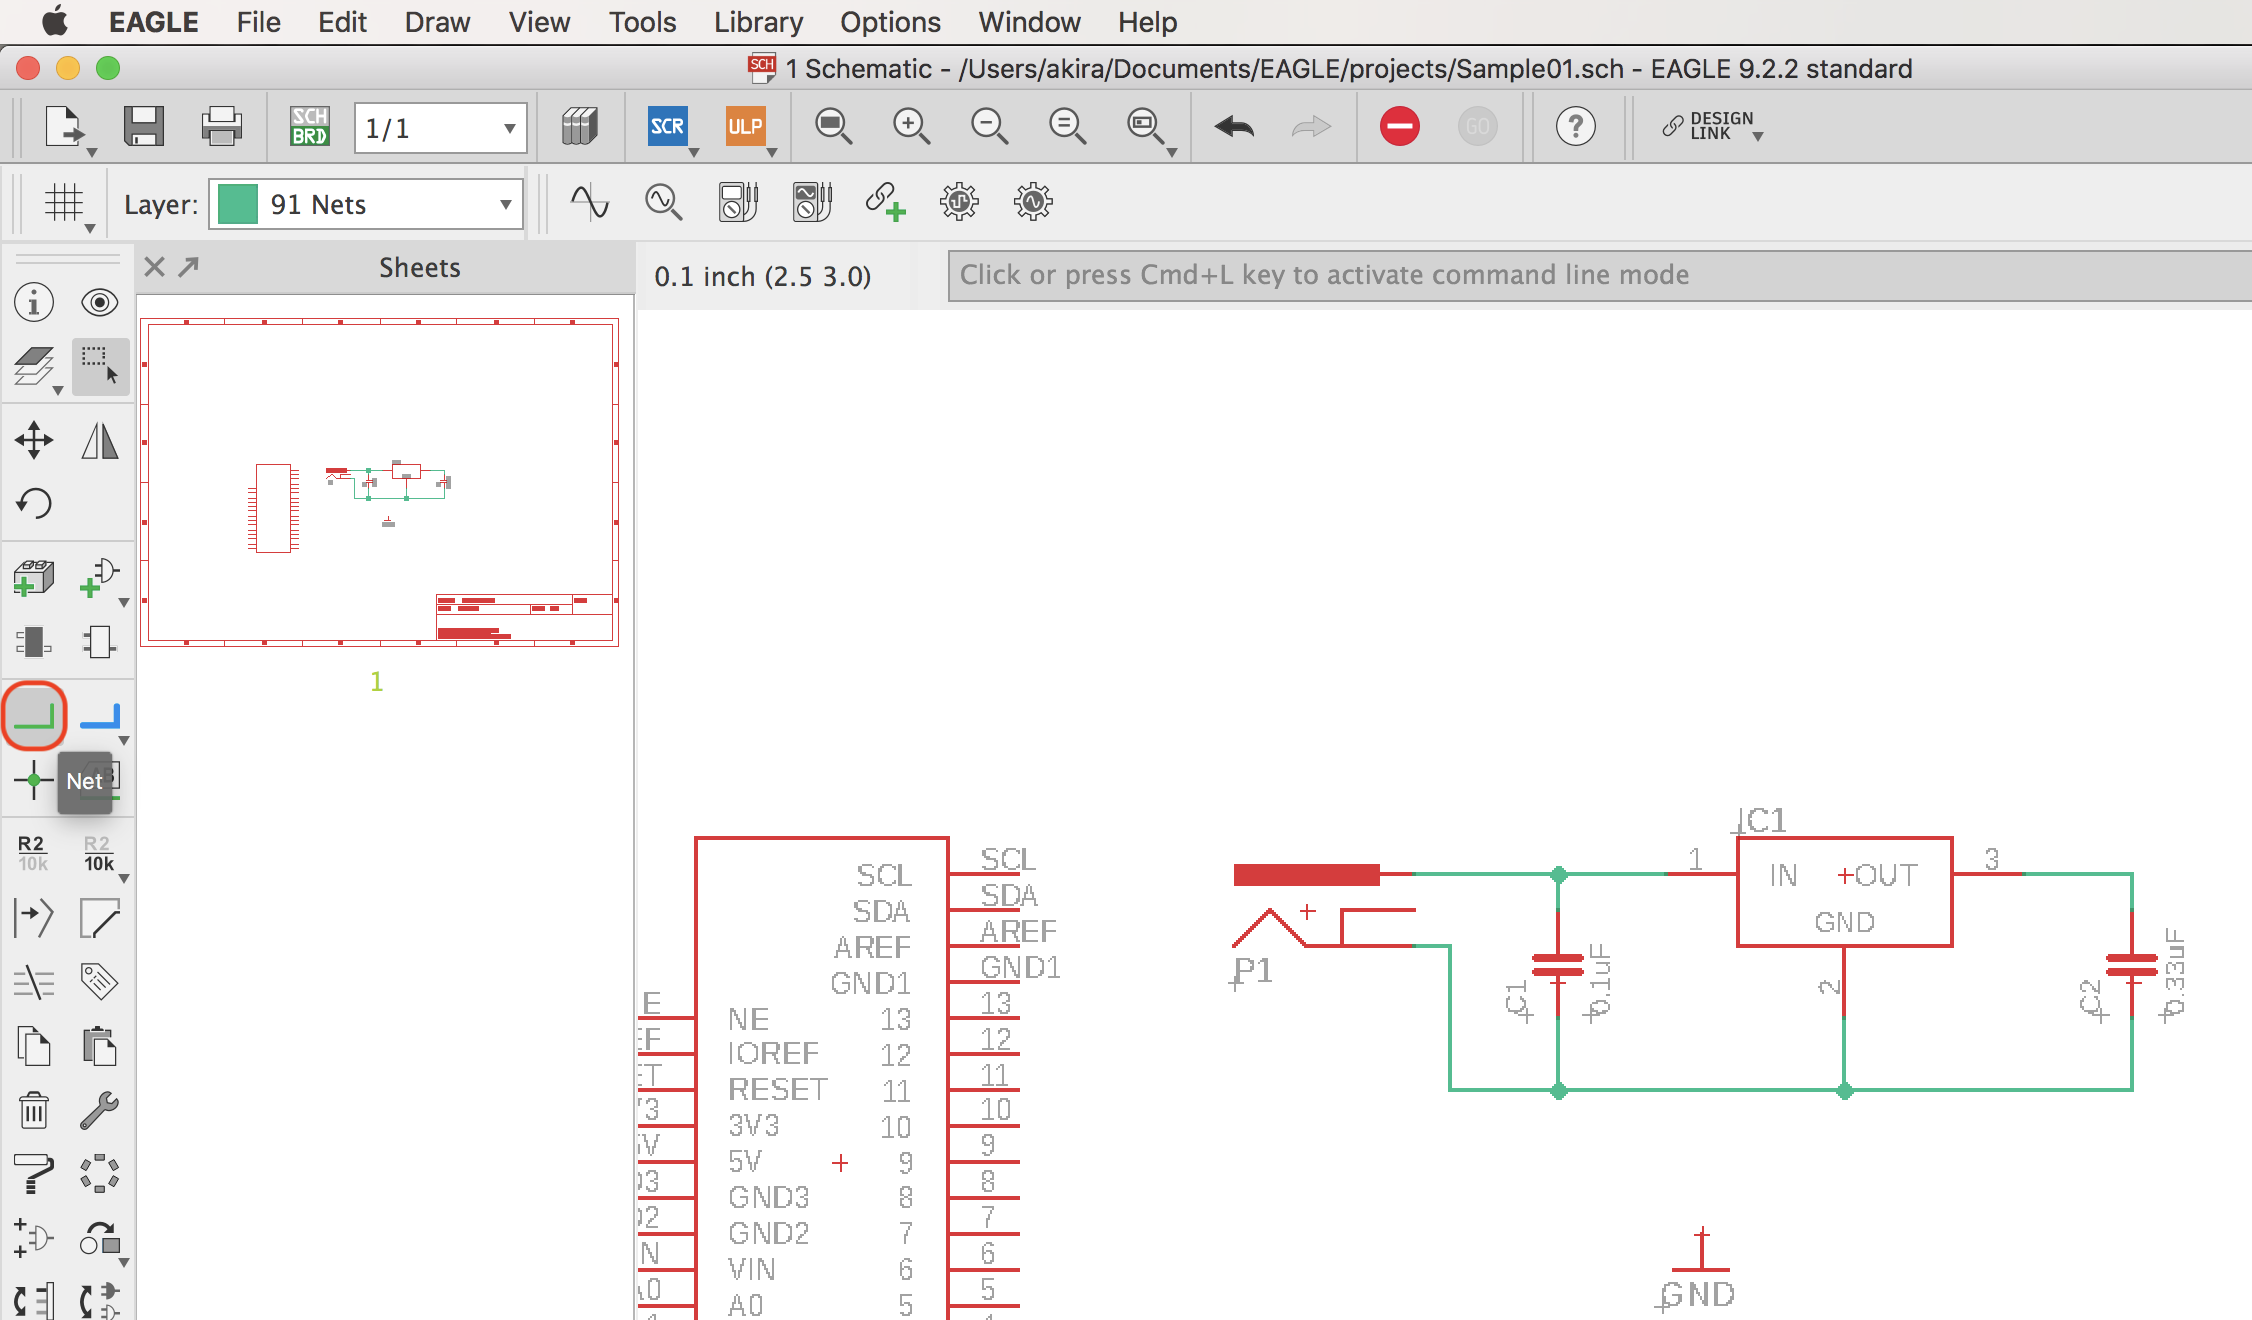 EAGLE File Edit Draw View Tools Library Options Window Help
SCH
1 Schematic - /Users/akira/Documents/EAGLE/projects/Sample01.sch - EAGLE 9.2.2 standard
SCH
BRD
1/1
SCR
ULP
GO
?
DESIGN
LINK
Layer:
91 Nets
Sheets
0.1 inch (2.5 3.0)
Click or press Cmd+L key to activate command line mode
1
Net
R2
10k
R2
10k
SCL
SDA
AREF
GND1
13
12
11
10
9
8
7
6
5
NE
IOREF
RESET
3V3
5V
GND3
GND2
VIN
A0
SCL
SDA
AREF
GND1
13
12
11
10
9
8
7
6
5
P1
C1
0.1uF
IC1
1
IN
OUT
GND
3
2
C2
0.33uF
GND